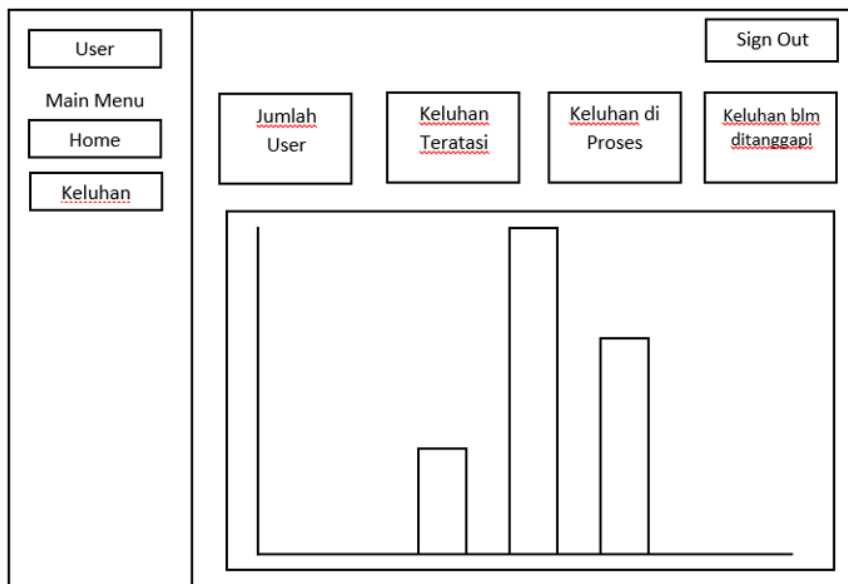 User
Main Menu
Home
Keluhan
Sign Out
Jumlah
User
Keluhan
Teratasi
Keluhan di
Proses
Keluhan blm
ditanggapi